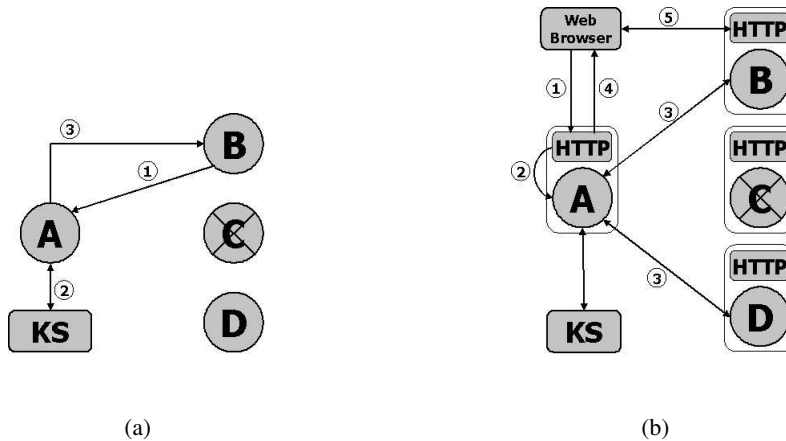 ③
B
①
A
C
②
KS
D
(a)
Web
Browser
⑤
HTTP
①
④
B
③
HTTP
HTTP
②
A
C
HTTP
③
KS
D
(b)